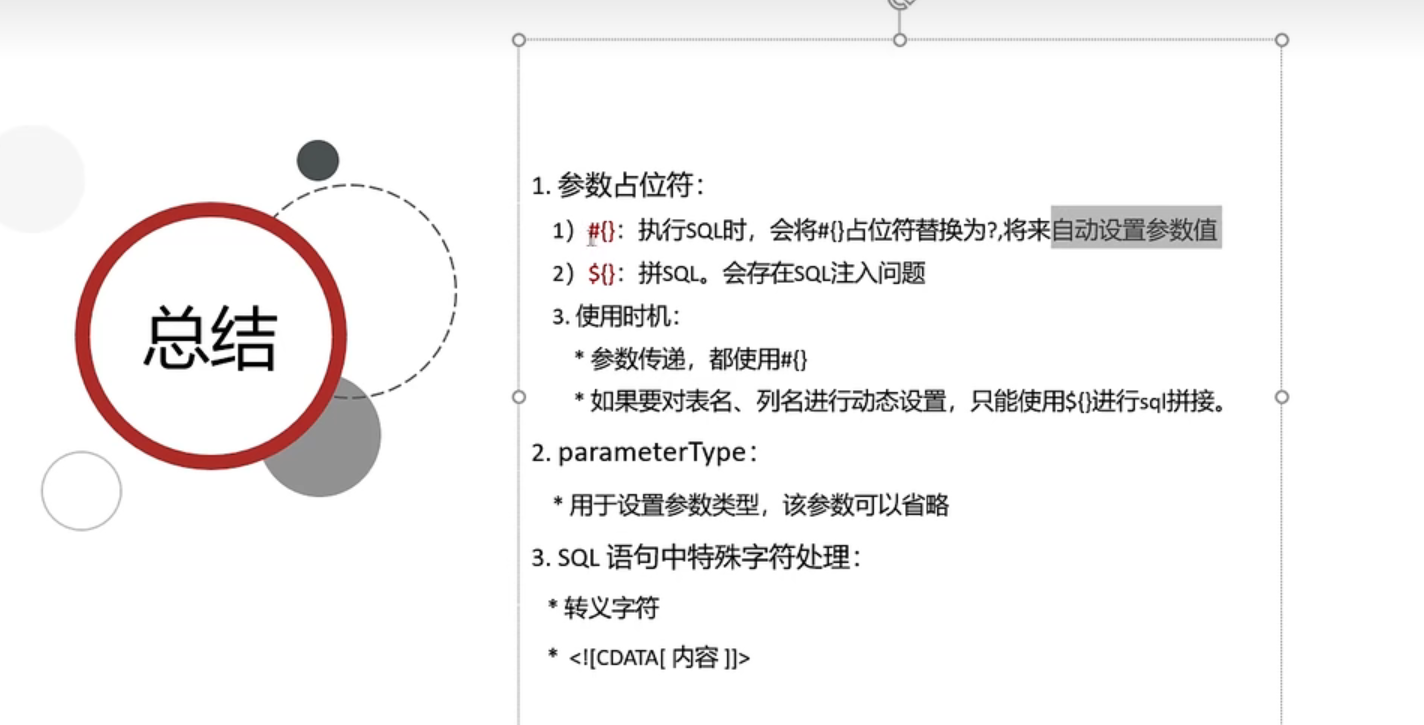 总结
1. 参数占位符：
1）#{}：执行SQL时，会将#{}占位符替换为?,将来自动设置参数值
2）${}：拼SQL。会存在SQL注入问题
3. 使用时机：
* 参数传递，都使用#{}
* 如果要对表名、列名进行动态设置，只能使用${}进行sql拼接。
2. parameterType：
* 用于设置参数类型，该参数可以省略
3. SQL 语句中特殊字符处理：
* 转义字符
* <![CDATA[ 内容 ]]>